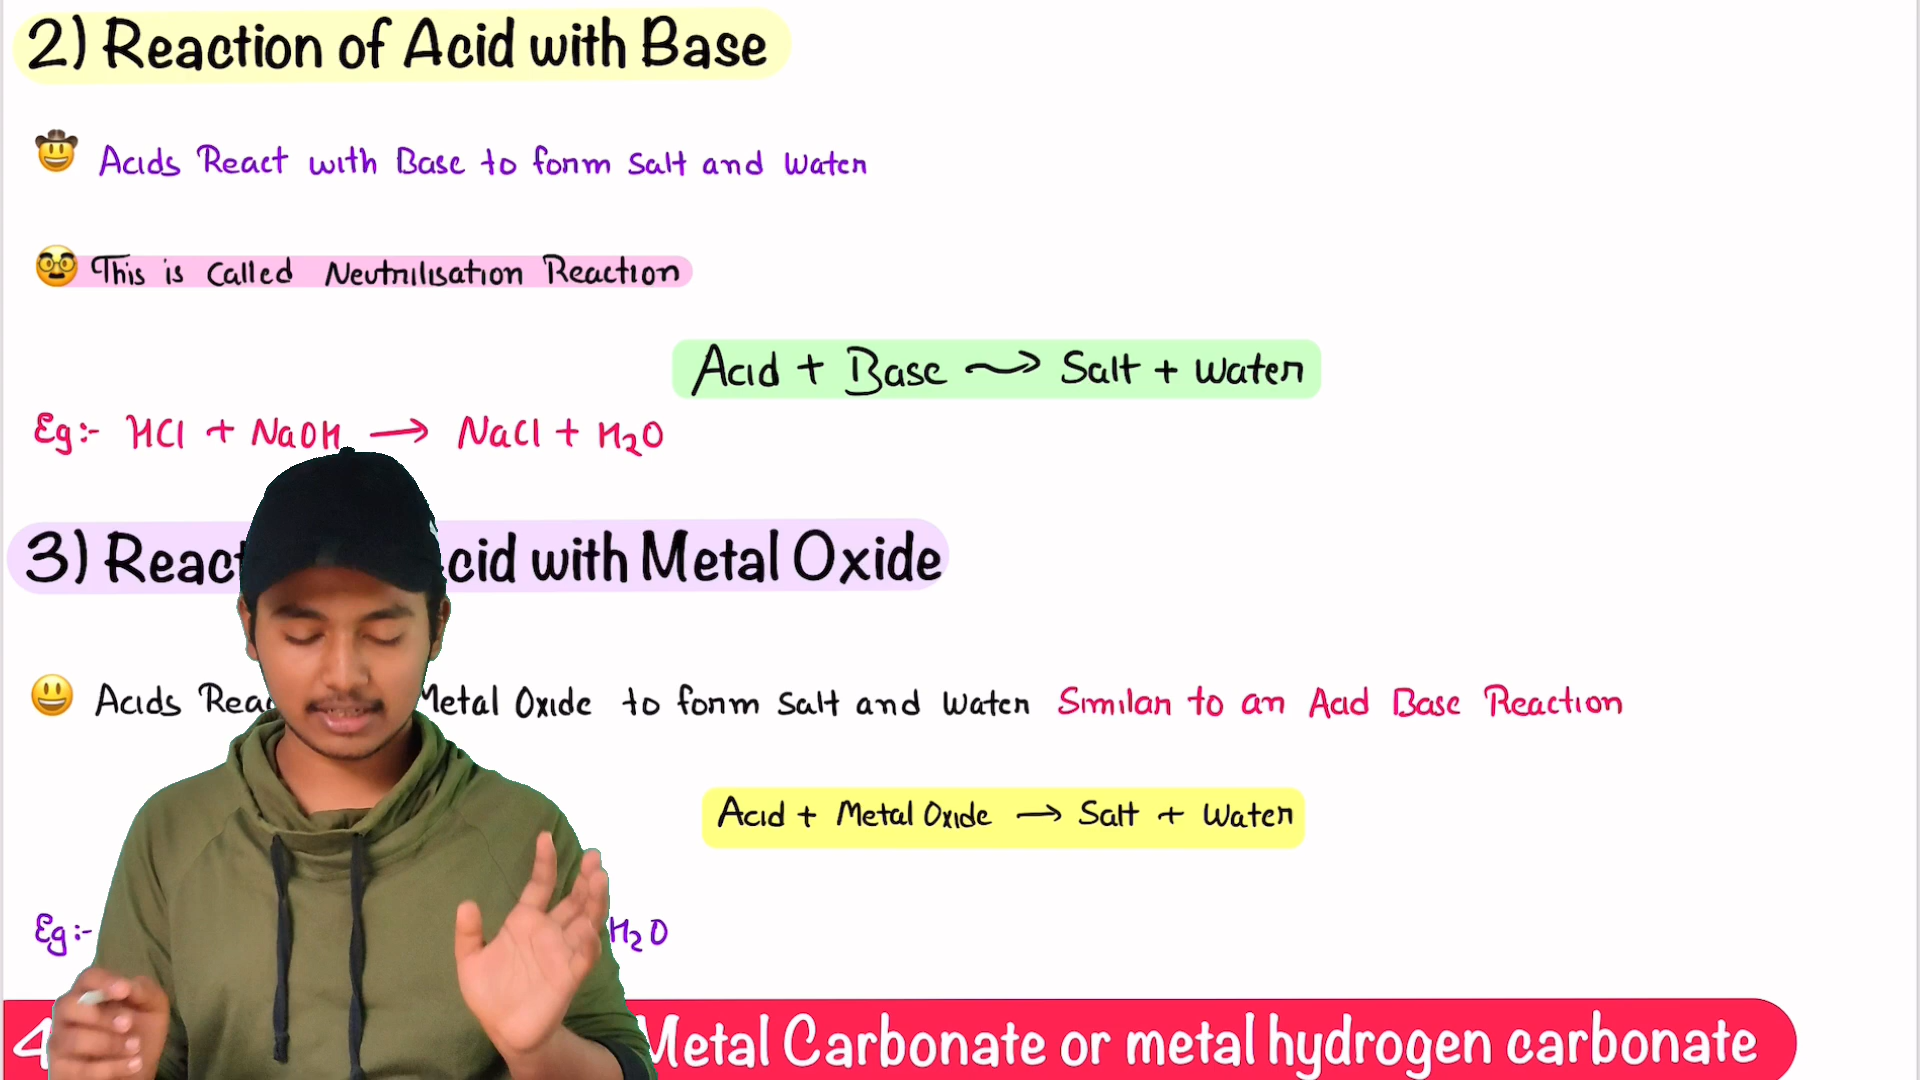 2) Reaction of Acid with Base
Acids React with Base to form Salt and Water
This is Called Neutrilisation Reaction
Acid + Base → Salt + Water
Eg:- HCl + NaOH → NaCl + H₂O
3) cid with Metal Oxide
Acids Metal Oxide to form Salt and Water Similar to an Acid Base Reaction
Acid + Metal Oxide → Salt + Water
Eg:- H₂O
4 Metal Carbonate or metal hydrogen carbonate